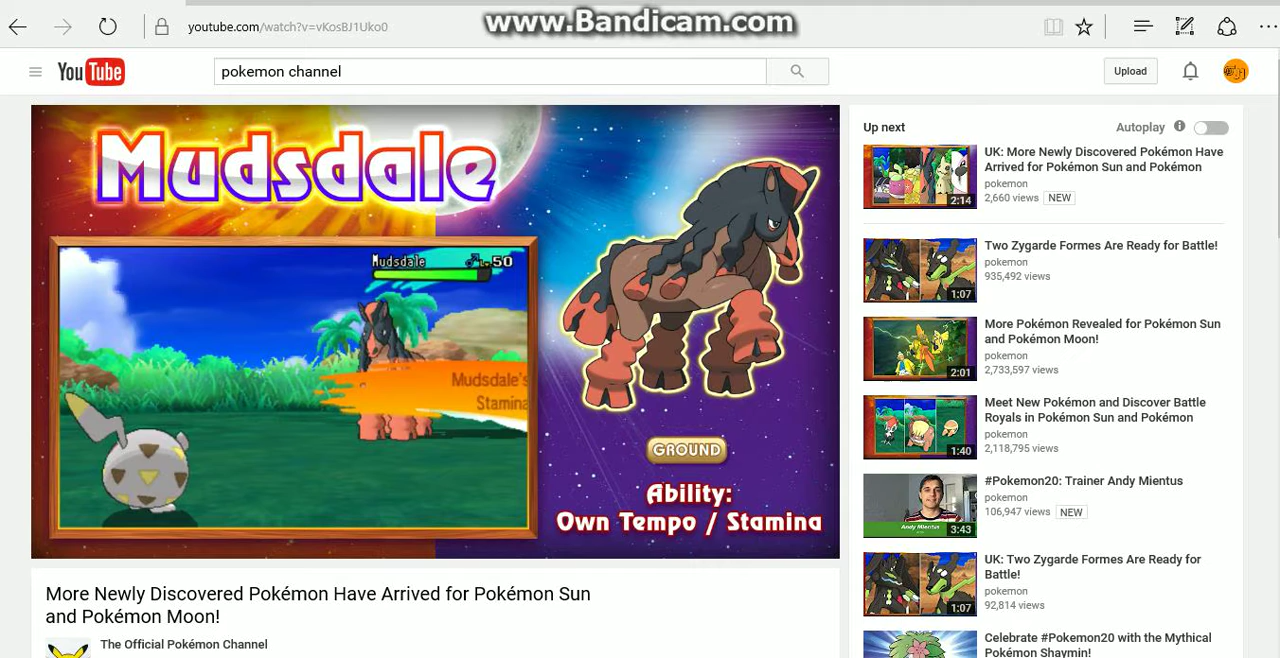 www.Bandicam.com
youtube.com/watch?v=vKosBJ1Uko0
YouTube
pokemon channel
Upload
Mudsdale
Mudsdale ♂ Lv.50
Mudsdale's
Stamina
GROUND
Ability:
Own Tempo / Stamina
More Newly Discovered Pokémon Have Arrived for Pokémon Sun
and Pokémon Moon!
The Official Pokémon Channel
Up next
Autoplay
UK: More Newly Discovered Pokémon Have
Arrived for Pokémon Sun and Pokémon
pokemon
2,660 views NEW
2:14
Two Zygarde Formes Are Ready for Battle!
pokemon
935,492 views
1:07
More Pokémon Revealed for Pokémon Sun
and Pokémon Moon!
pokemon
2,733,597 views
2:01
Meet New Pokémon and Discover Battle
Royals in Pokémon Sun and Pokémon
pokemon
2,118,795 views
1:40
#Pokemon20: Trainer Andy Mientus
pokemon
106,947 views NEW
Andy Mientus
3:43
UK: Two Zygarde Formes Are Ready for
Battle!
pokemon
92,814 views
1:07
Celebrate #Pokemon20 with the Mythical
Pokémon Shaymin!